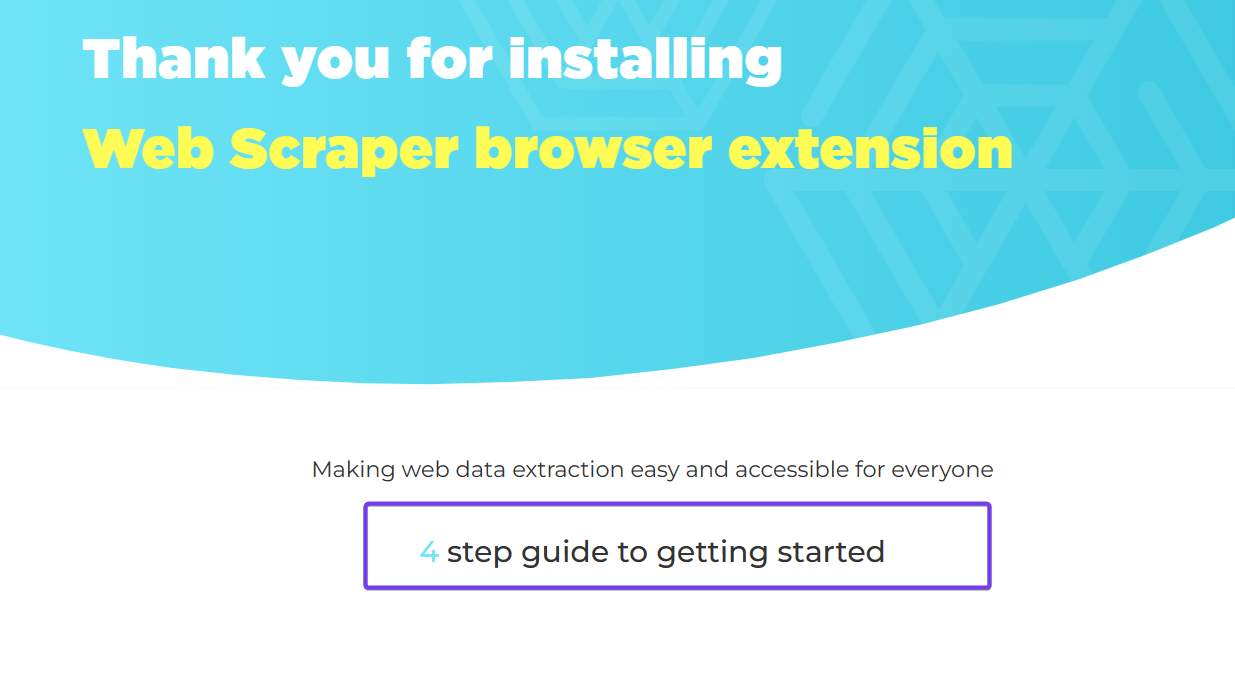 Thank you for installing
Web Scraper browser extension
Making web data extraction easy and accessible for everyone
4 step guide to getting started